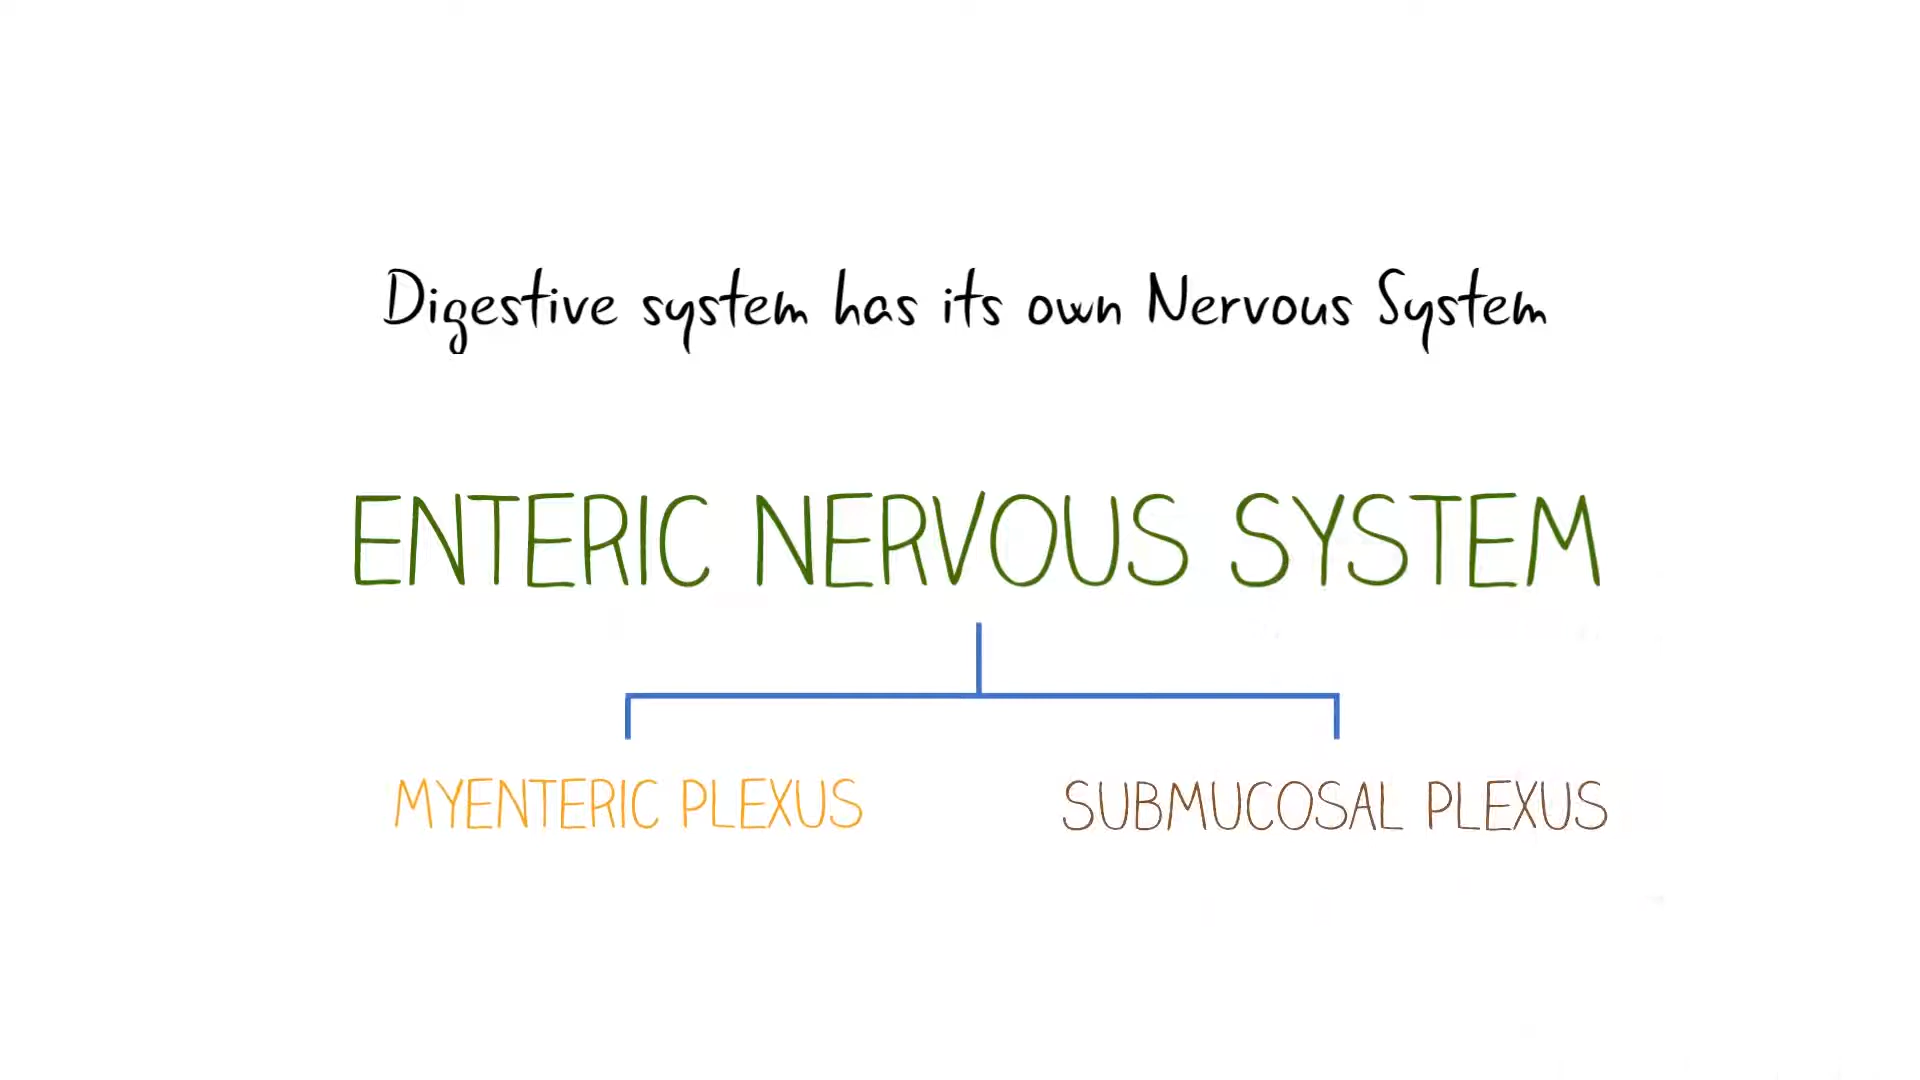 Digestive system has its own Nervous System
ENTERIC NERVOUS SYSTEM
MYENTERIC PLEXUS
SUBMUCOSAL PLEXUS